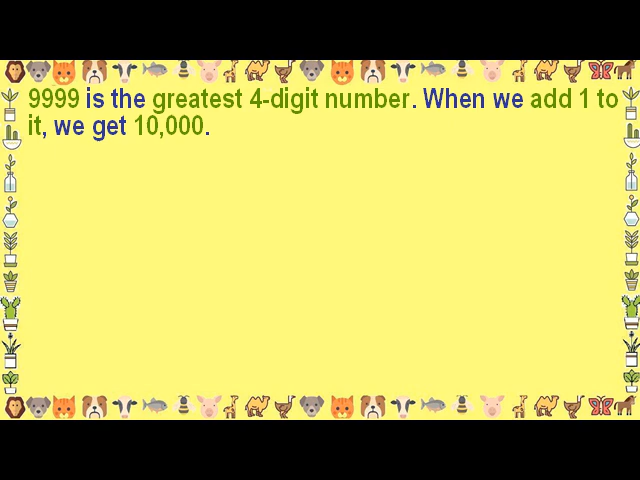 9999 is the greatest 4-digit number. When we add 1 to
it, we get 10,000.